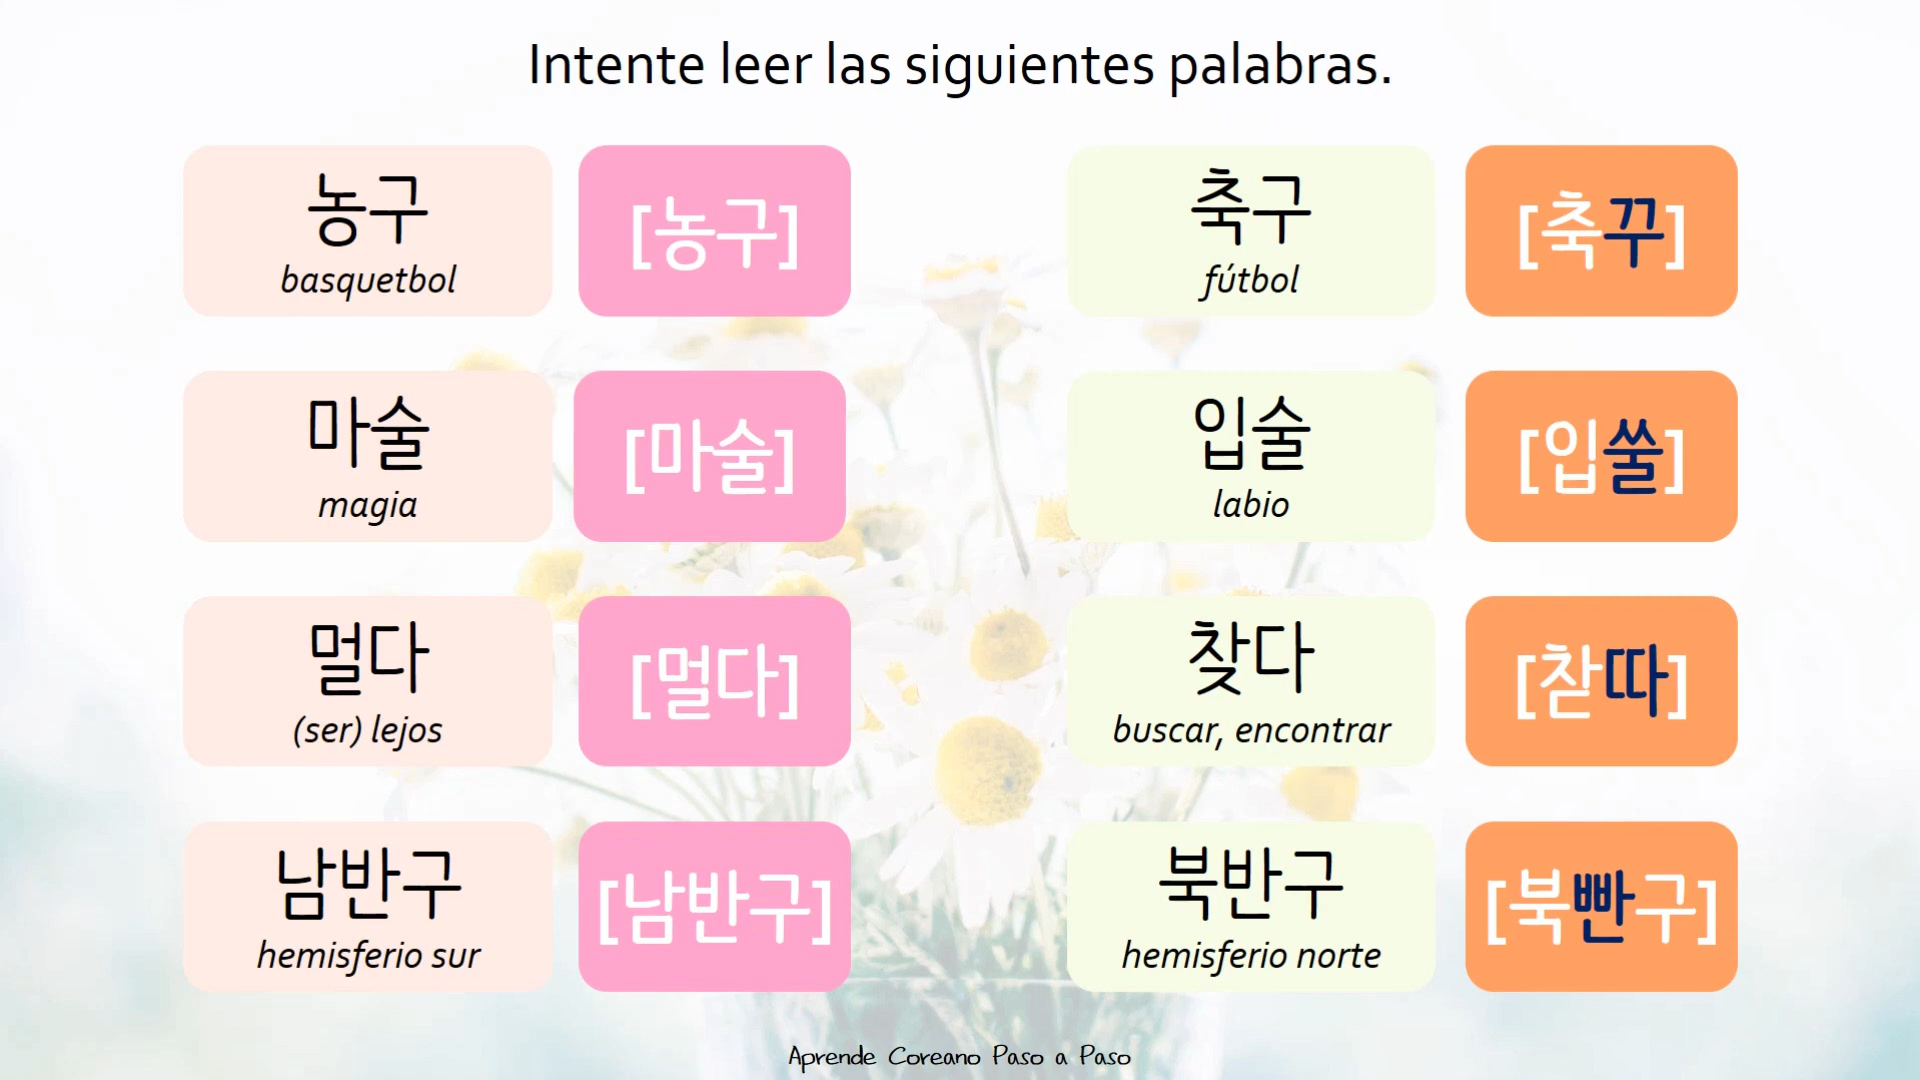 Intente leer las siguientes palabras.
농구
basquetbol
[농구]
축구
fútbol
[축꾸]
마술
magia
[마술]
입술
labio
[입쑬]
멀다
(ser) lejos
[멀다]
찾다
buscar, encontrar
[찯따]
남반구
hemisferio sur
[남반구]
북반구
hemisferio norte
[북빤구]
Aprende Coreano Paso a Paso